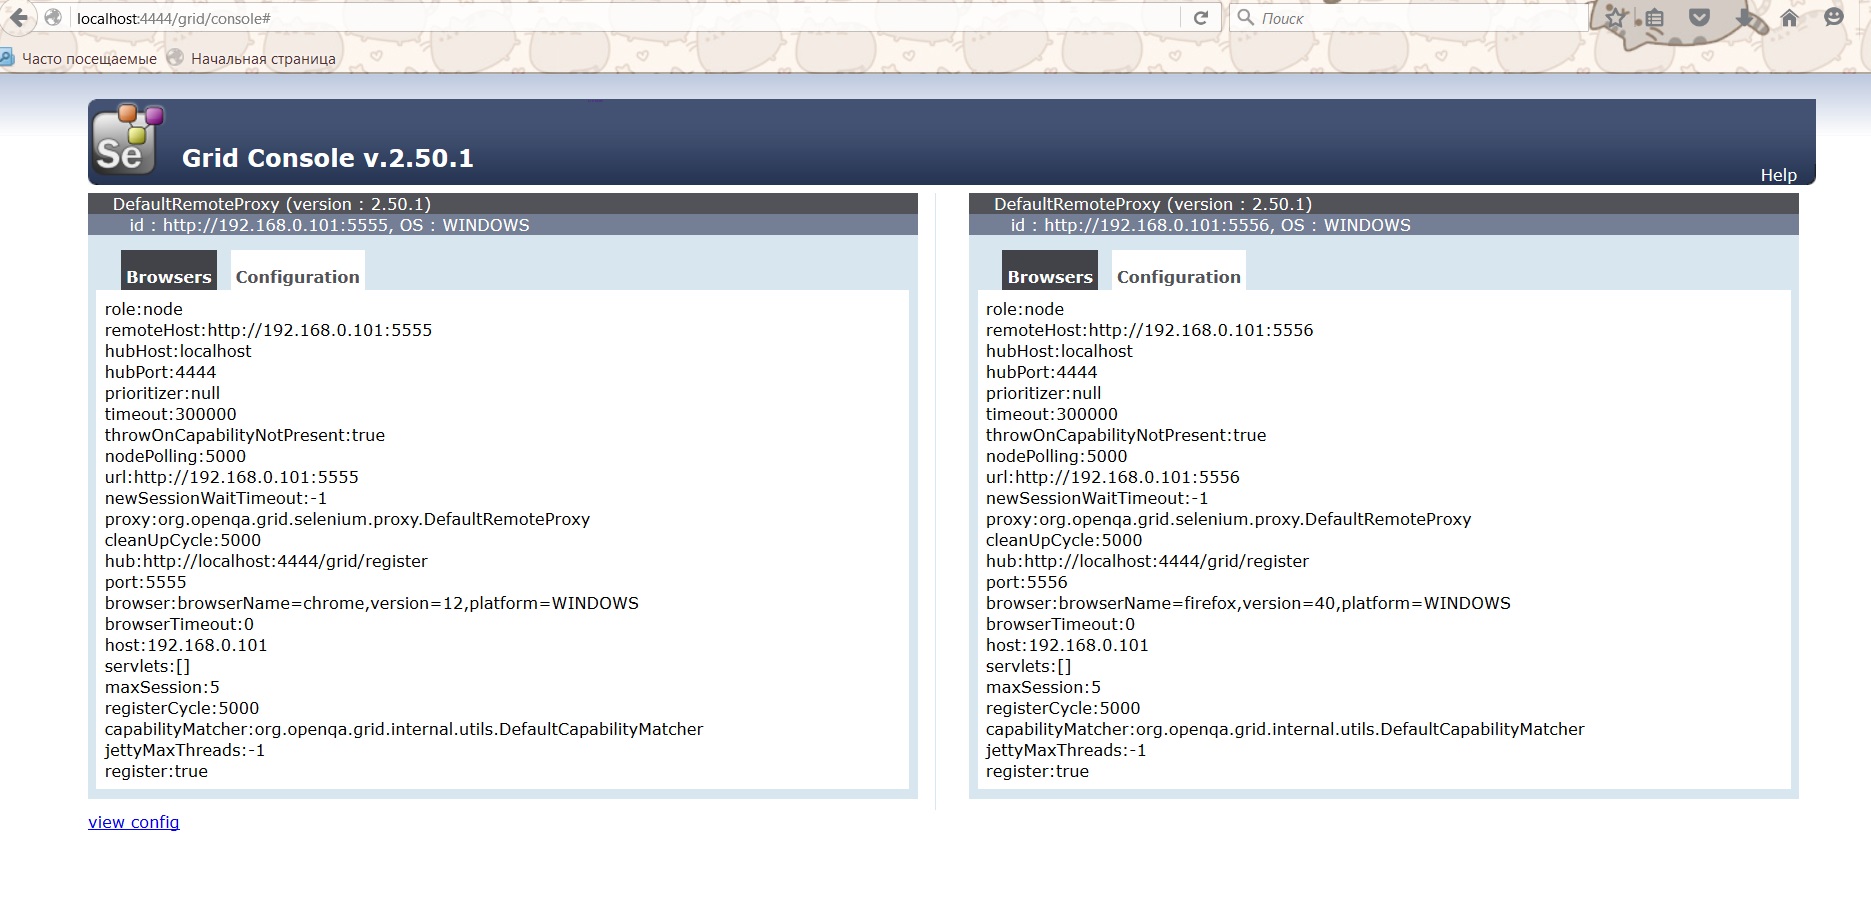 localhost:4444/grid/console#
Поиск
Часто посещаемые
Начальная страница
Se
Grid Console v.2.50.1
Help
DefaultRemoteProxy (version : 2.50.1)
id : http://192.168.0.101:5555, OS : WINDOWS
Browsers
Configuration
role:node
remoteHost:http://192.168.0.101:5555
hubHost:localhost
hubPort:4444
prioritizer:null
timeout:300000
throwOnCapabilityNotPresent:true
nodePolling:5000
url:http://192.168.0.101:5555
newSessionWaitTimeout:-1
proxy:org.openqa.grid.selenium.proxy.DefaultRemoteProxy
cleanUpCycle:5000
hub:http://localhost:4444/grid/register
port:5555
browser:browserName=chrome,version=12,platform=WINDOWS
browserTimeout:0
host:192.168.0.101
servlets:[]
maxSession:5
registerCycle:5000
capabilityMatcher:org.openqa.grid.internal.utils.DefaultCapabilityMatcher
jettyMaxThreads:-1
register:true
DefaultRemoteProxy (version : 2.50.1)
id : http://192.168.0.101:5556, OS : WINDOWS
Browsers
Configuration
role:node
remoteHost:http://192.168.0.101:5556
hubHost:localhost
hubPort:4444
prioritizer:null
timeout:300000
throwOnCapabilityNotPresent:true
nodePolling:5000
url:http://192.168.0.101:5556
newSessionWaitTimeout:-1
proxy:org.openqa.grid.selenium.proxy.DefaultRemoteProxy
cleanUpCycle:5000
hub:http://localhost:4444/grid/register
port:5556
browser:browserName=firefox,version=40,platform=WINDOWS
browserTimeout:0
host:192.168.0.101
servlets:[]
maxSession:5
registerCycle:5000
capabilityMatcher:org.openqa.grid.internal.utils.DefaultCapabilityMatcher
jettyMaxThreads:-1
register:true
view config